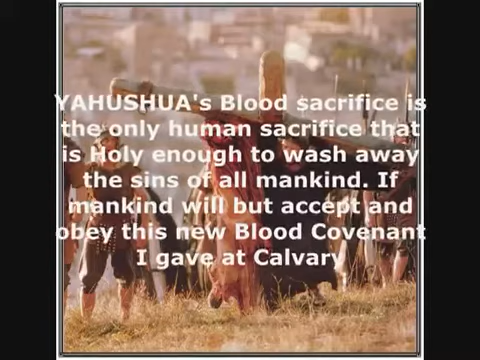 YAHUSHUA's Blood sacrifice is
the only human sacrifice that
is Holy enough to wash away
the sins of all mankind. If
mankind will but accept and
obey this new Blood Covenant
I gave at Calvary